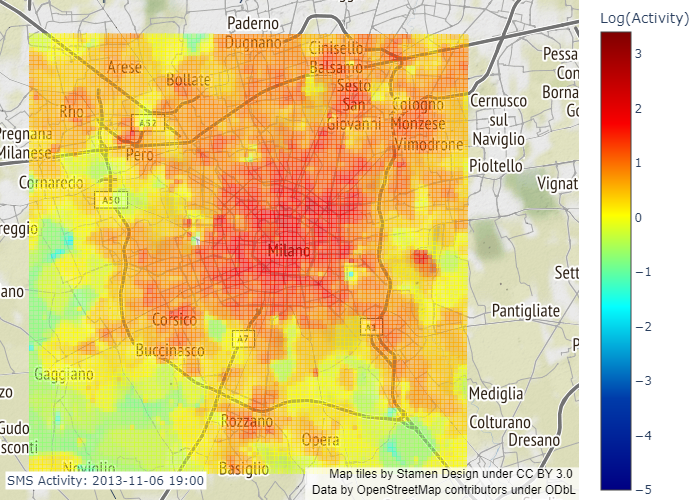 Log(Activity)
3
2
1
0
−1
−2
−3
−4
−5
Paderno
Dugnano
Cinisello
Balsamo
Arese
Bollate
Sesto
San
Giovanni
Rho
A52
Cologno
Monzese
Cernusco
sul
Naviglio
Pessa
Con
Borna
Go
Pregnana
Milanese
Pero
Vimodrone
Pioltello
Cornaredo
A50
Vignat
reggio
Milano
Sett
ano
Corsico
A7
A1
Pantigliate
Buccinasco
P
Gaggiano
zo
Mediglia
Rozzano
Colturano
Gudo
sconti
Opera
Dresano
Noviglio
Basiglio
SMS Activity: 2013-11-06 19:00
Map tiles by Stamen Design under CC BY 3.0
Data by OpenStreetMap contributors under ODbL